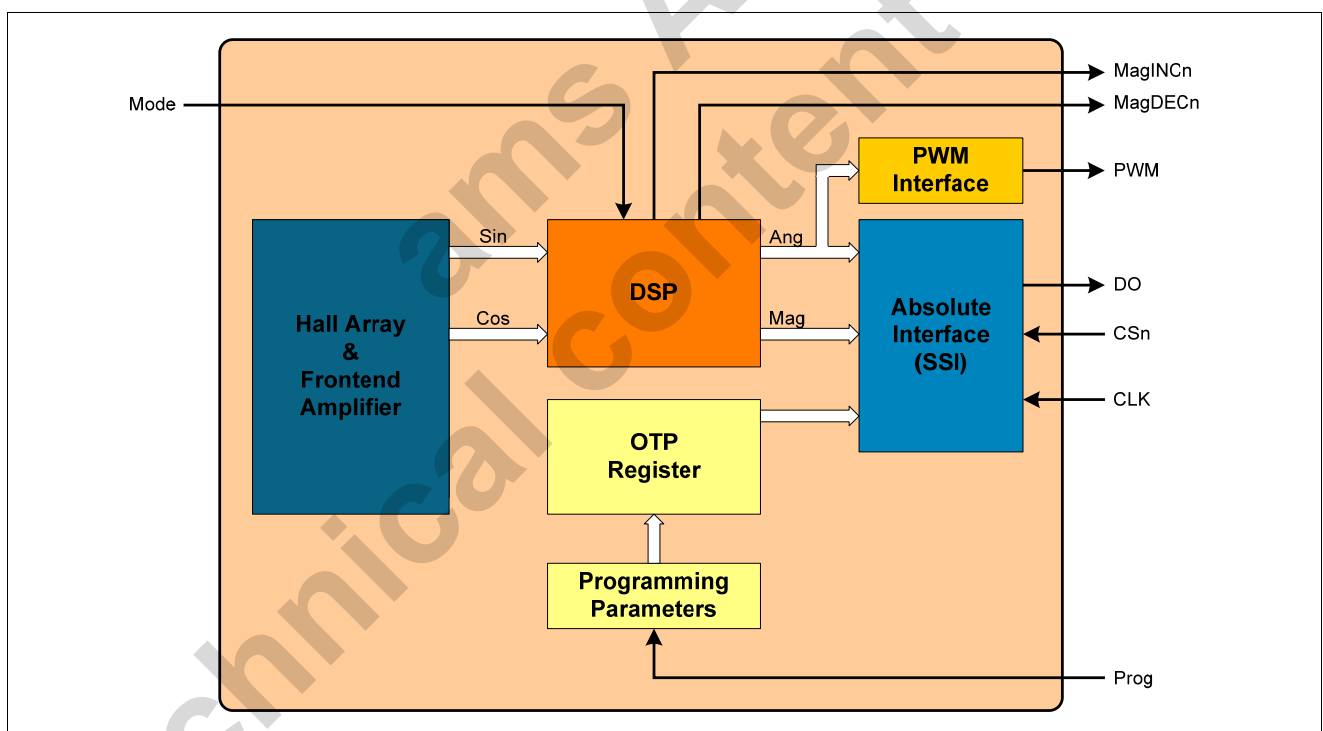 MagINCn
Mode
MagDECn
PWM
Interface
PWM
Sin
Ang
DSP
Cos
Mag
Hall Array
&
Frontend
Amplifier
Absolute
Interface
(SSI)
DO
CSn
CLK
OTP
Register
Programming
Parameters
Prog
ams A
chnical content